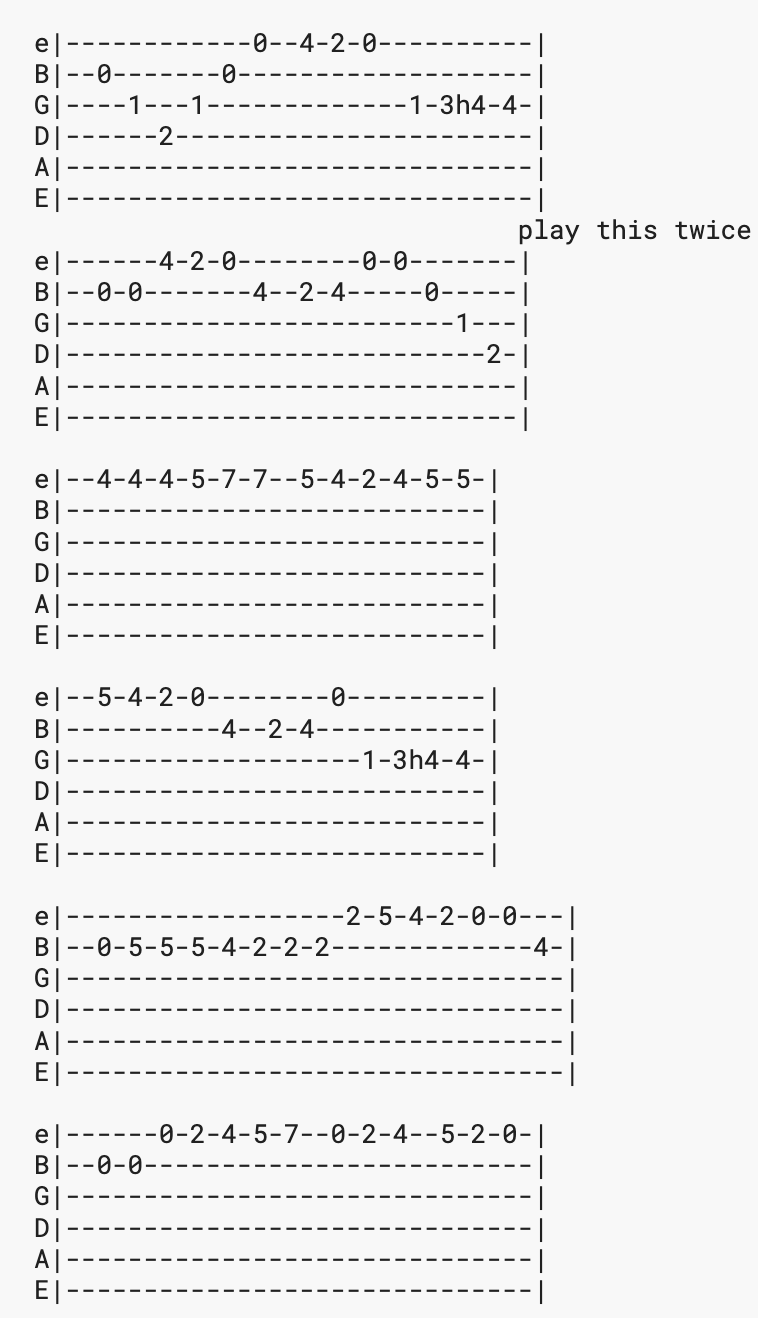 e|------------0--4-2-0----------|
B|--0-------0-------------------|
G|----1---1-------------1-3h4-4-|
D|------2-----------------------|
A|------------------------------|
E|------------------------------|
play this twice
e|------4-2-0--------0-0-------|
B|--0-0-------4--2-4-----0-----|
G|-------------------------1---|
D|---------------------------2-|
A|-----------------------------|
E|-----------------------------|
e|--4-4-4-5-7-7--5-4-2-4-5-5-|
B|---------------------------|
G|---------------------------|
D|---------------------------|
A|---------------------------|
E|---------------------------|
e|--5-4-2-0--------0---------|
B|----------4--2-4-----------|
G|-------------------1-3h4-4-|
D|---------------------------|
A|---------------------------|
E|---------------------------|
e|------------------2-5-4-2-0-0---|
B|--0-5-5-5-4-2-2-2-------------4-|
G|--------------------------------|
D|--------------------------------|
A|--------------------------------|
E|--------------------------------|
e|------0-2-4-5-7--0-2-4--5-2-0-|
B|--0-0-------------------------|
G|------------------------------|
D|------------------------------|
A|------------------------------|
E|------------------------------|